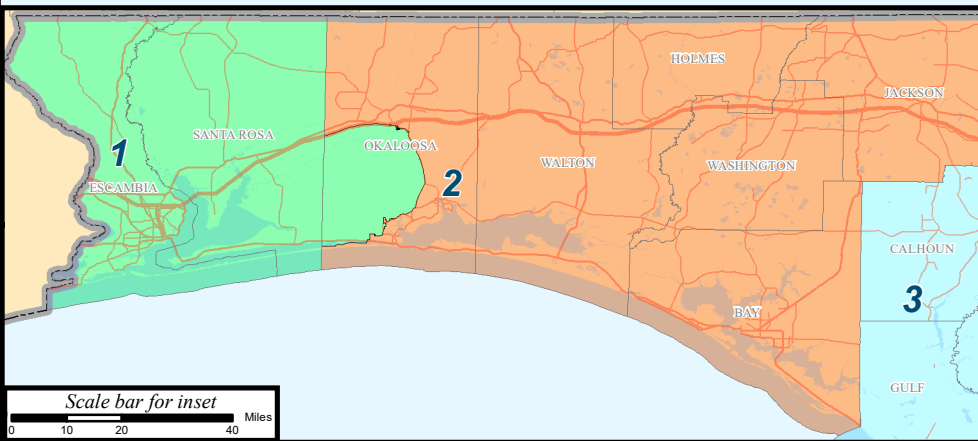 HOLMES
JACKSON
SANTA ROSA
OKALOOSA
1
WALTON
WASHINGTON
2
ESCAMBIA
CALHOUN
3
BAY
GULF
Scale bar for inset
Miles
0 10 20 40